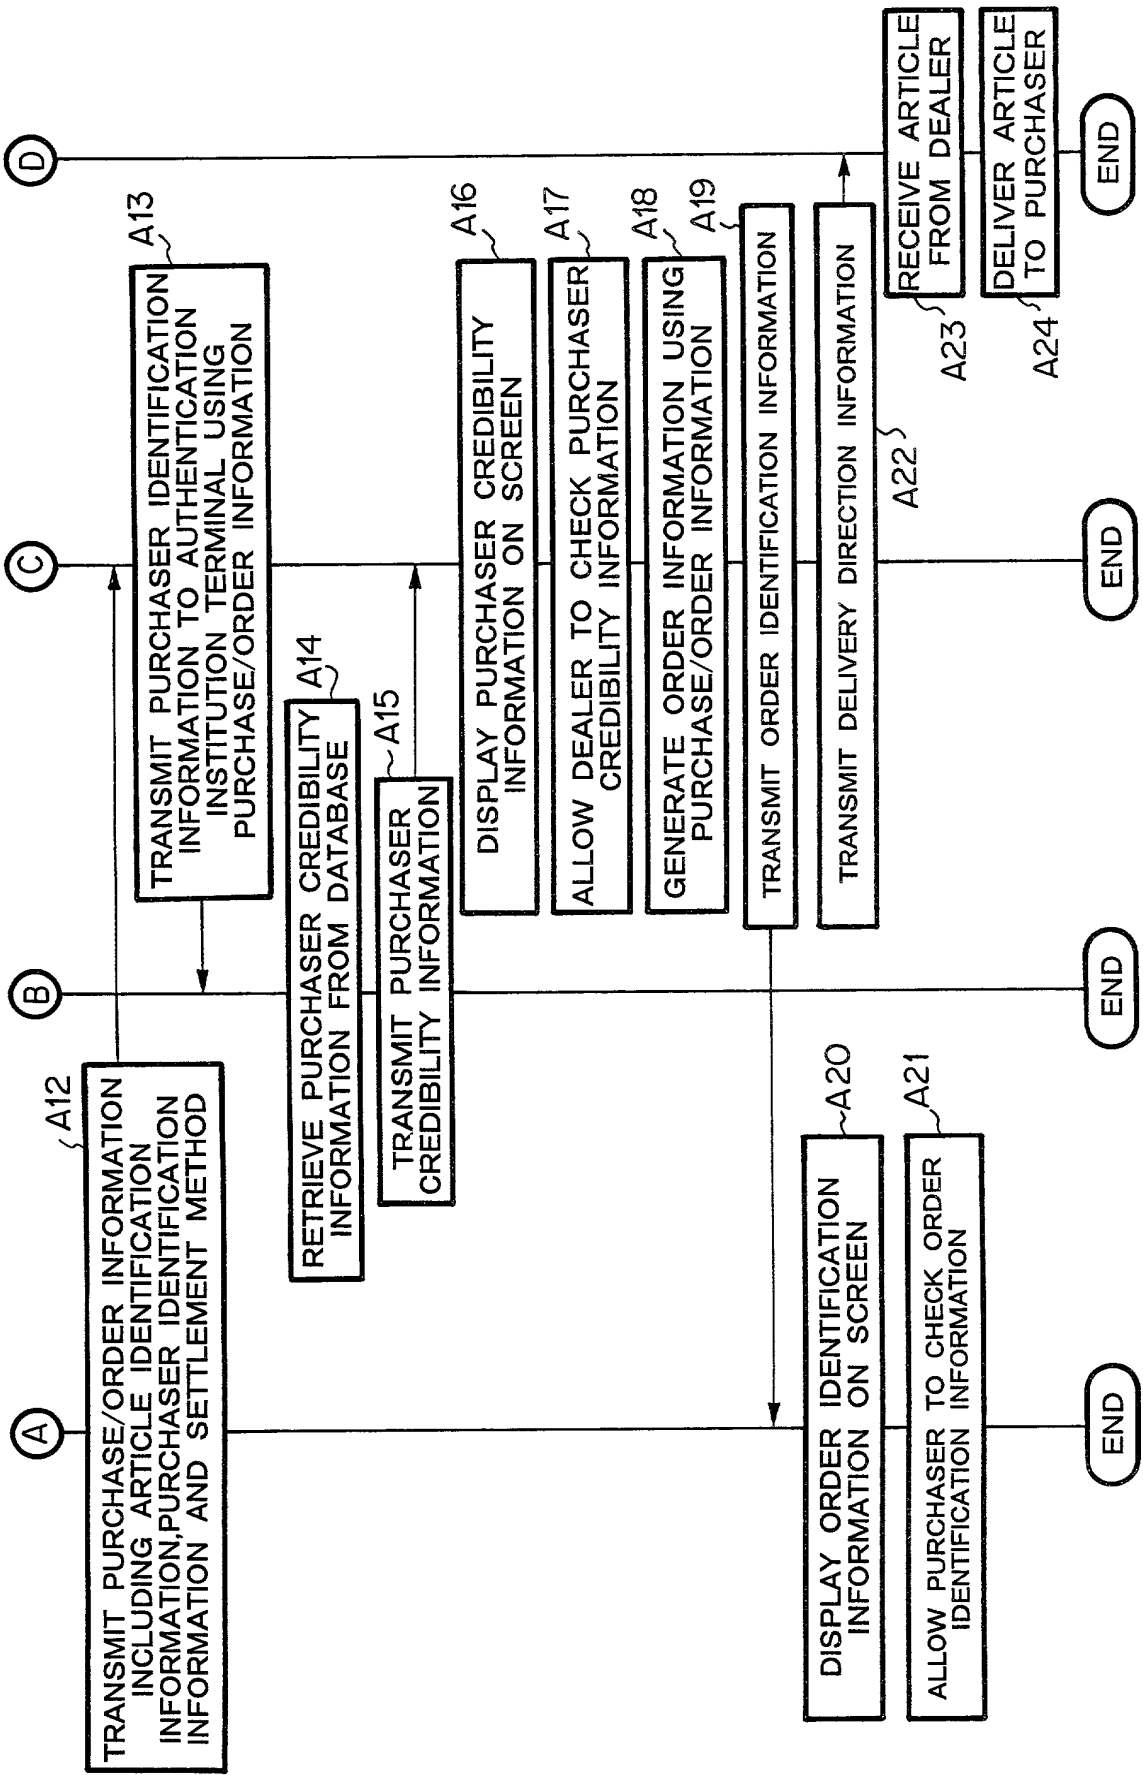 A
B
C
D
A12
TRANSMIT PURCHASE/ORDER INFORMATION
INCLUDING ARTICLE IDENTIFICATION
INFORMATION,PURCHASER IDENTIFICATION
INFORMATION AND SETTLEMENT METHOD
A13
TRANSMIT PURCHASER IDENTIFICATION
INFORMATION TO AUTHENTICATION
INSTITUTION TERMINAL USING
PURCHASE/ORDER INFORMATION
A14
RETRIEVE PURCHASER CREDIBILITY
INFORMATION FROM DATABASE
A15
TRANSMIT PURCHASER
CREDIBILITY INFORMATION
A16
DISPLAY PURCHASER CREDIBILITY
INFORMATION ON SCREEN
A17
ALLOW DEALER TO CHECK PURCHASER
CREDIBILITY INFORMATION
A18
GENERATE ORDER INFORMATION USING
PURCHASE/ORDER INFORMATION
A19
TRANSMIT ORDER IDENTIFICATION INFORMATION
A20
DISPLAY ORDER IDENTIFICATION
INFORMATION ON SCREEN
A21
ALLOW PURCHASER TO CHECK ORDER
IDENTIFICATION INFORMATION
TRANSMIT DELIVERY DIRECTION INFORMATION
A22
RECEIVE ARTICLE
FROM DEALER
A23
DELIVER ARTICLE
TO PURCHASER
A24
END
END
END
END